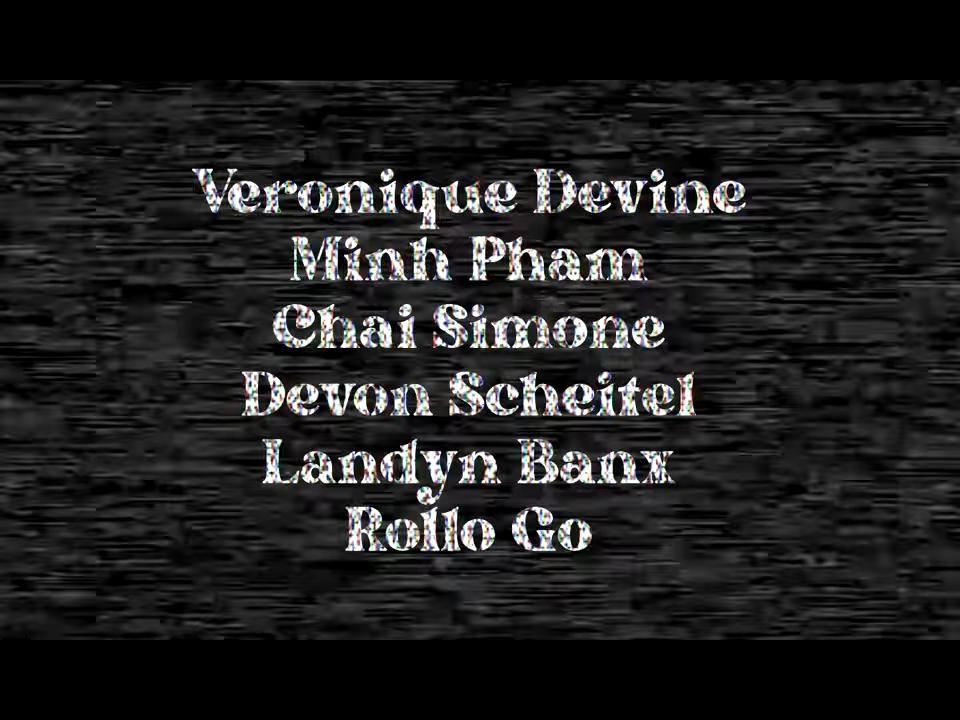 Veronique Devine
Minh Pham
Chai Simone
Devon Scheitel
Landyn Banx
Rollo Go